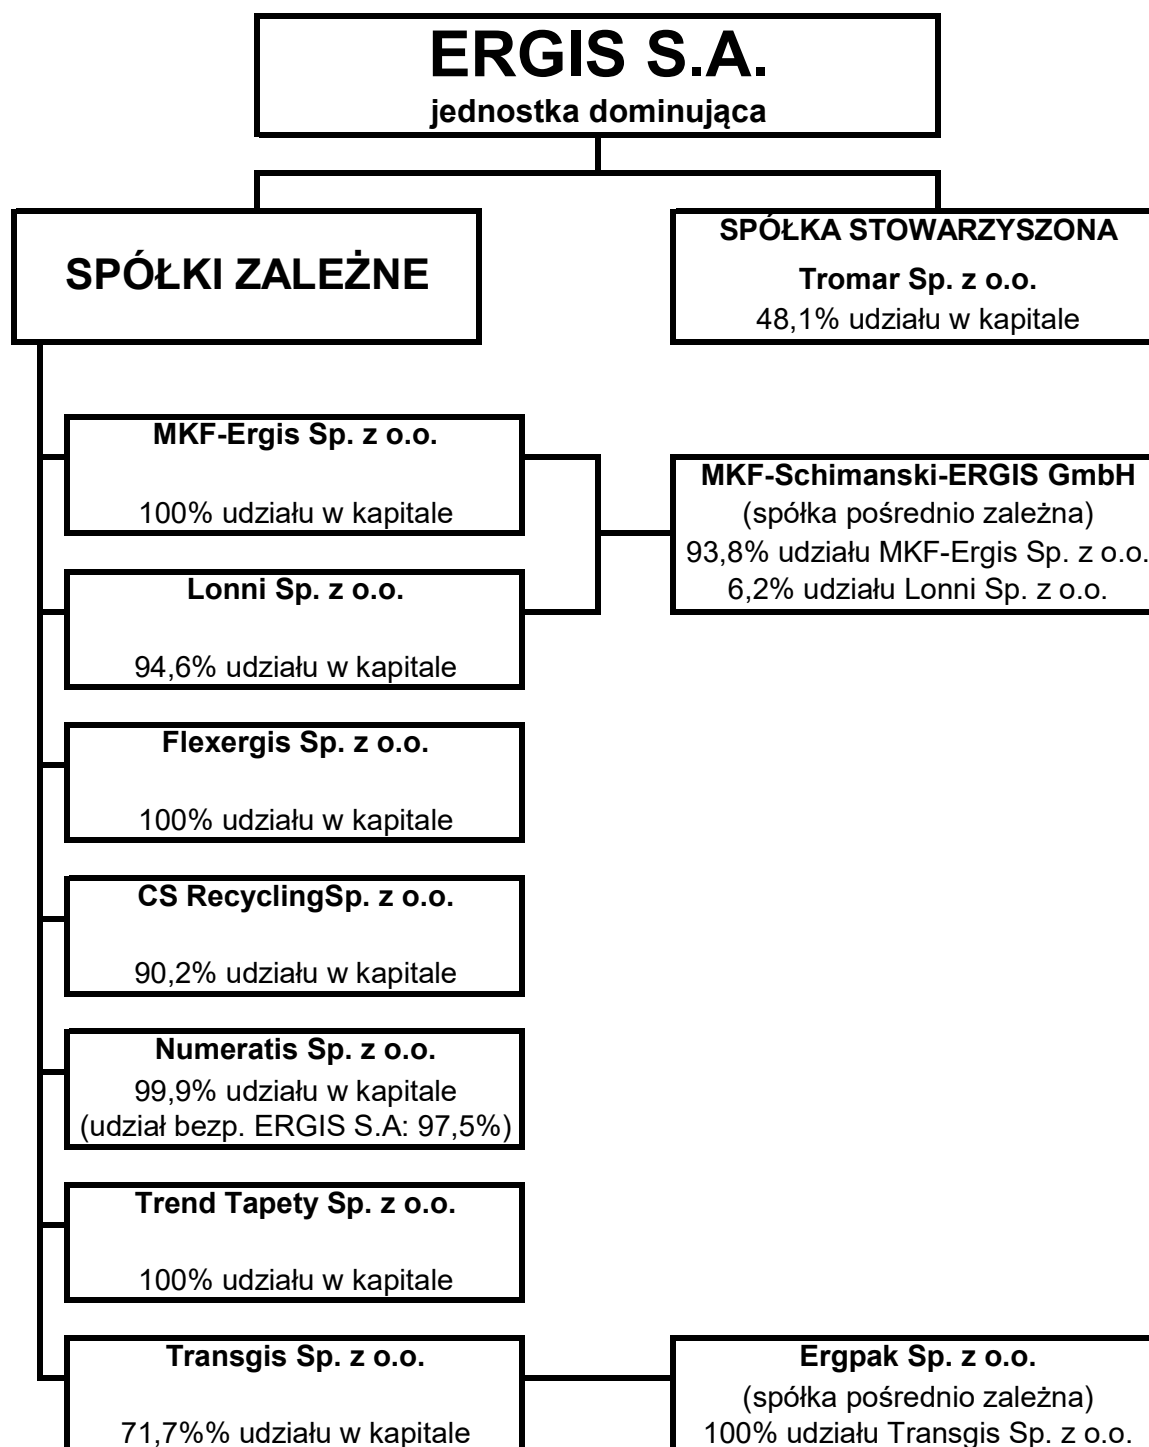 ERGIS S.A.
jednostka dominująca
SPÓŁKI ZALEŻNE
SPÓŁKA STOWARZYSZONA
Tromar Sp. z o.o.
48,1% udziału w kapitale
MKF-Ergis Sp. z o.o.
100% udziału w kapitale
MKF-Schimanski-ERGIS GmbH
(spółka pośrednio zależna)
93,8% udziału MKF-Ergis Sp. z o.o.
6,2% udziału Lonni Sp. z o.o.
Lonni Sp. z o.o.
94,6% udziału w kapitale
Flexergis Sp. z o.o.
100% udziału w kapitale
CS RecyclingSp. z o.o.
90,2% udziału w kapitale
Numeratis Sp. z o.o.
99,9% udziału w kapitale
(udział bezp. ERGIS S.A: 97,5%)
Trend Tapety Sp. z o.o.
100% udziału w kapitale
Transgis Sp. z o.o.
71,7%% udziału w kapitale
Ergpak Sp. z o.o.
(spółka pośrednio zależna)
100% udziału Transgis Sp. z o.o.